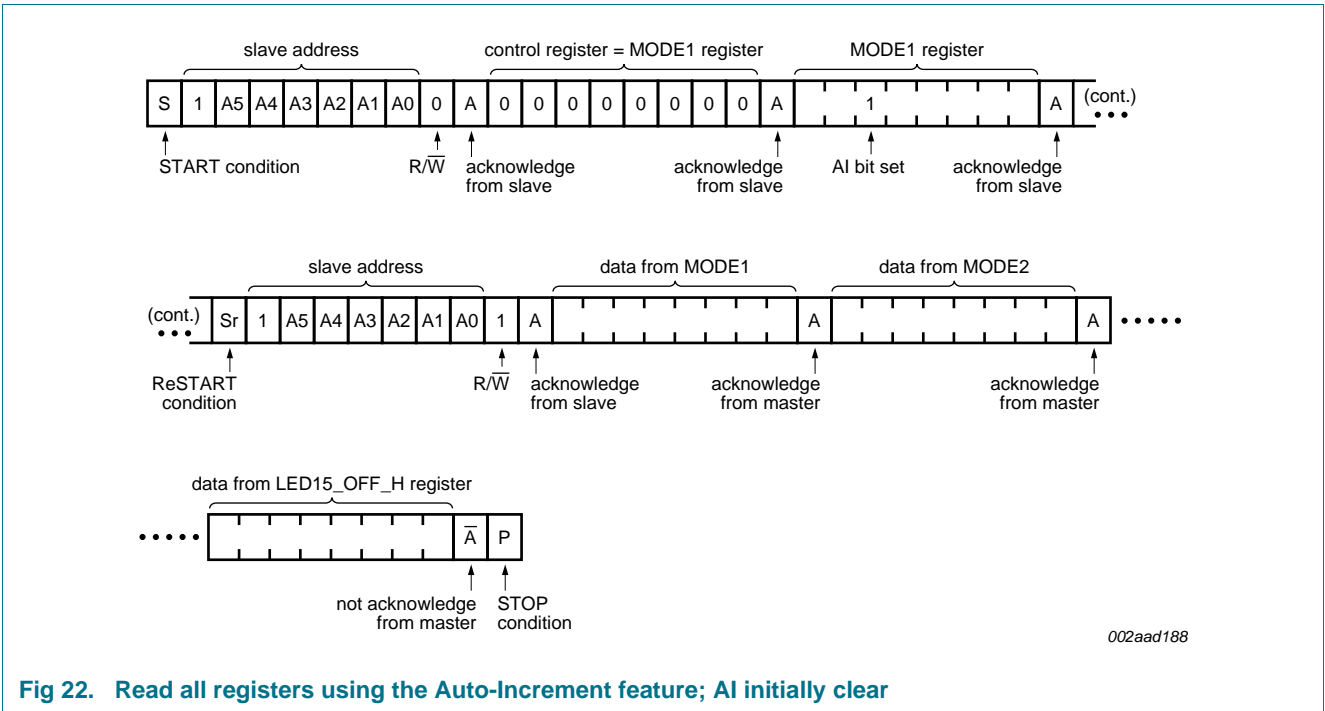 slave address control register = MODE1 register MODE1 register
S 1 A5 A4 A3 A2 A1 A0 0 A 0 0 0 0 0 0 0 0 A 1 A (cont.)
START condition R/W̅ acknowledge from slave acknowledge from slave AI bit set acknowledge from slave
slave address data from MODE1 data from MODE2
(cont.) Sr 1 A5 A4 A3 A2 A1 A0 1 A A A
ReSTART condition R/W̅ acknowledge from slave acknowledge from master acknowledge from master
data from LED15_OFF_H register
A̅ P
not acknowledge from master STOP condition
002aad188
Fig 22. Read all registers using the Auto-Increment feature; AI initially clear